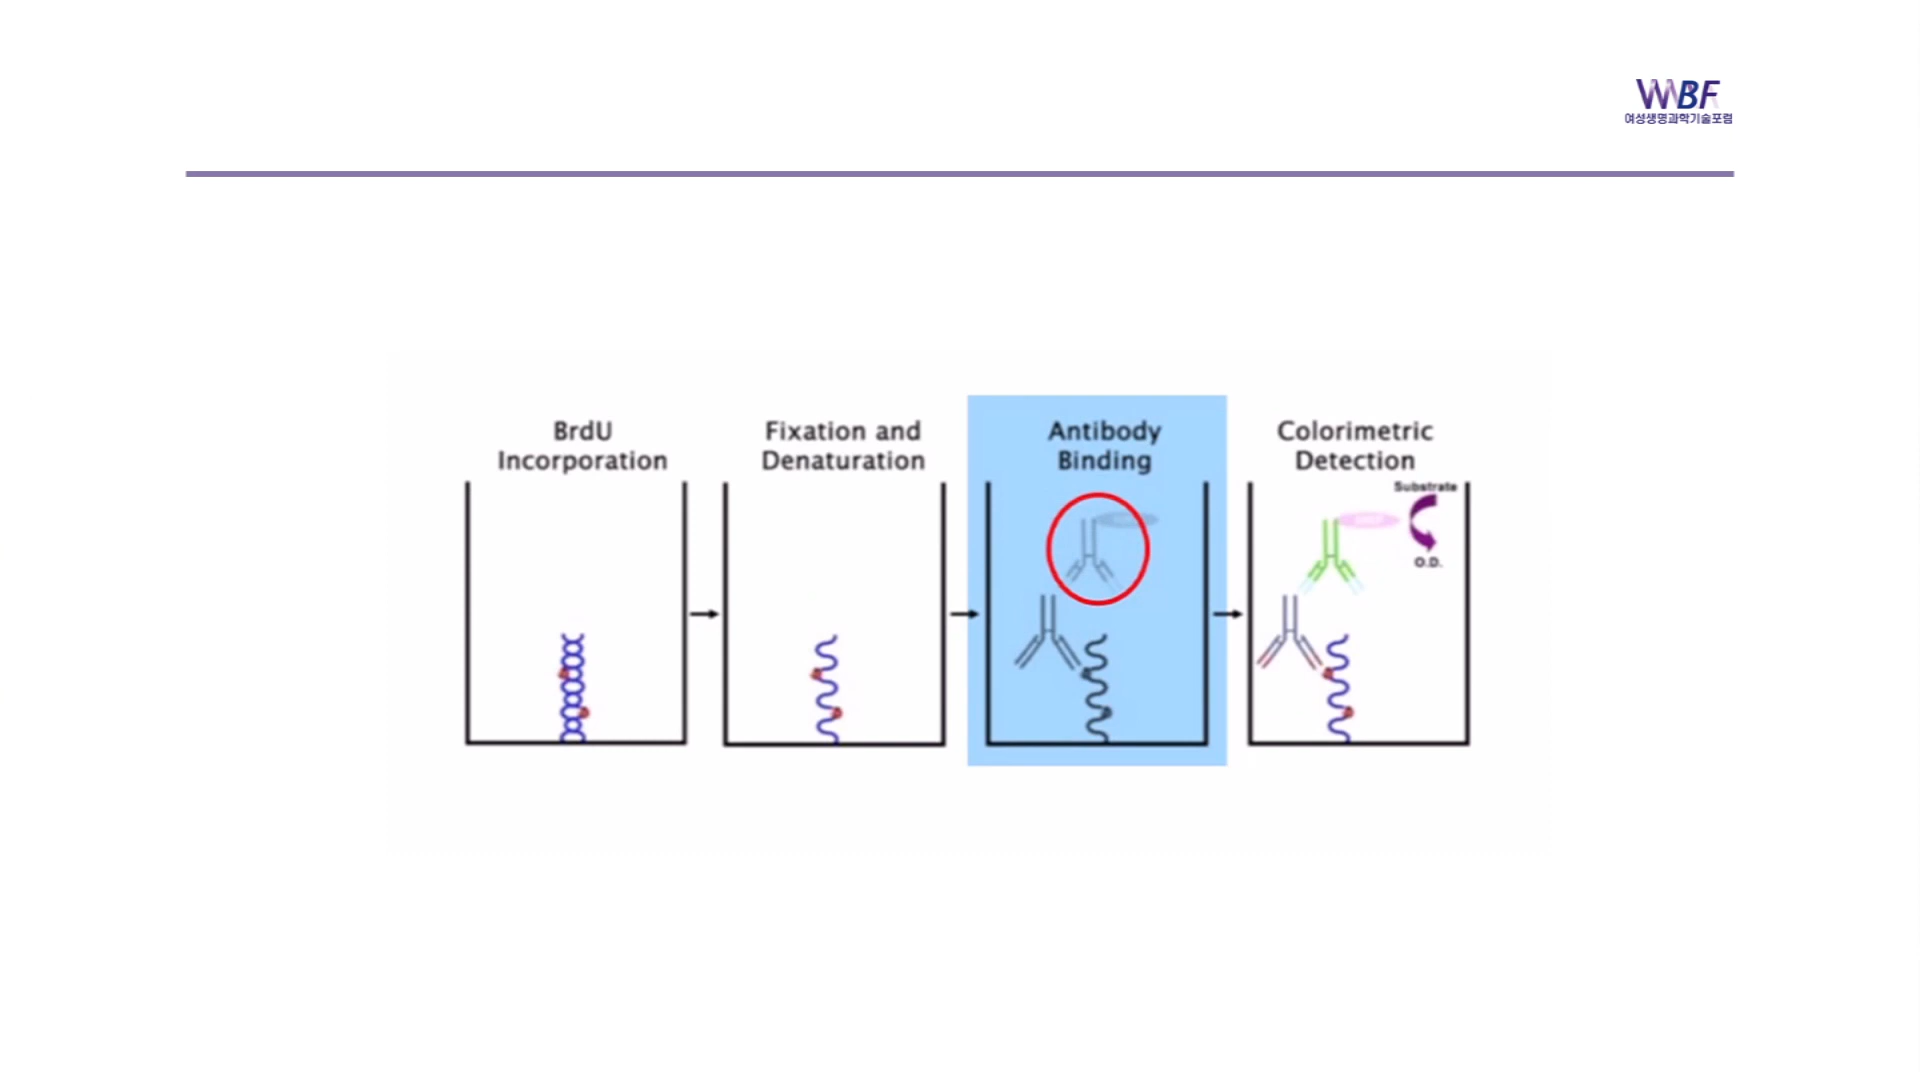 WBF
여성생명과학기술포럼
BrdU
Incorporation
Fixation and
Denaturation
Antibody
Binding
Colorimetric
Detection
Substrate
O.D.